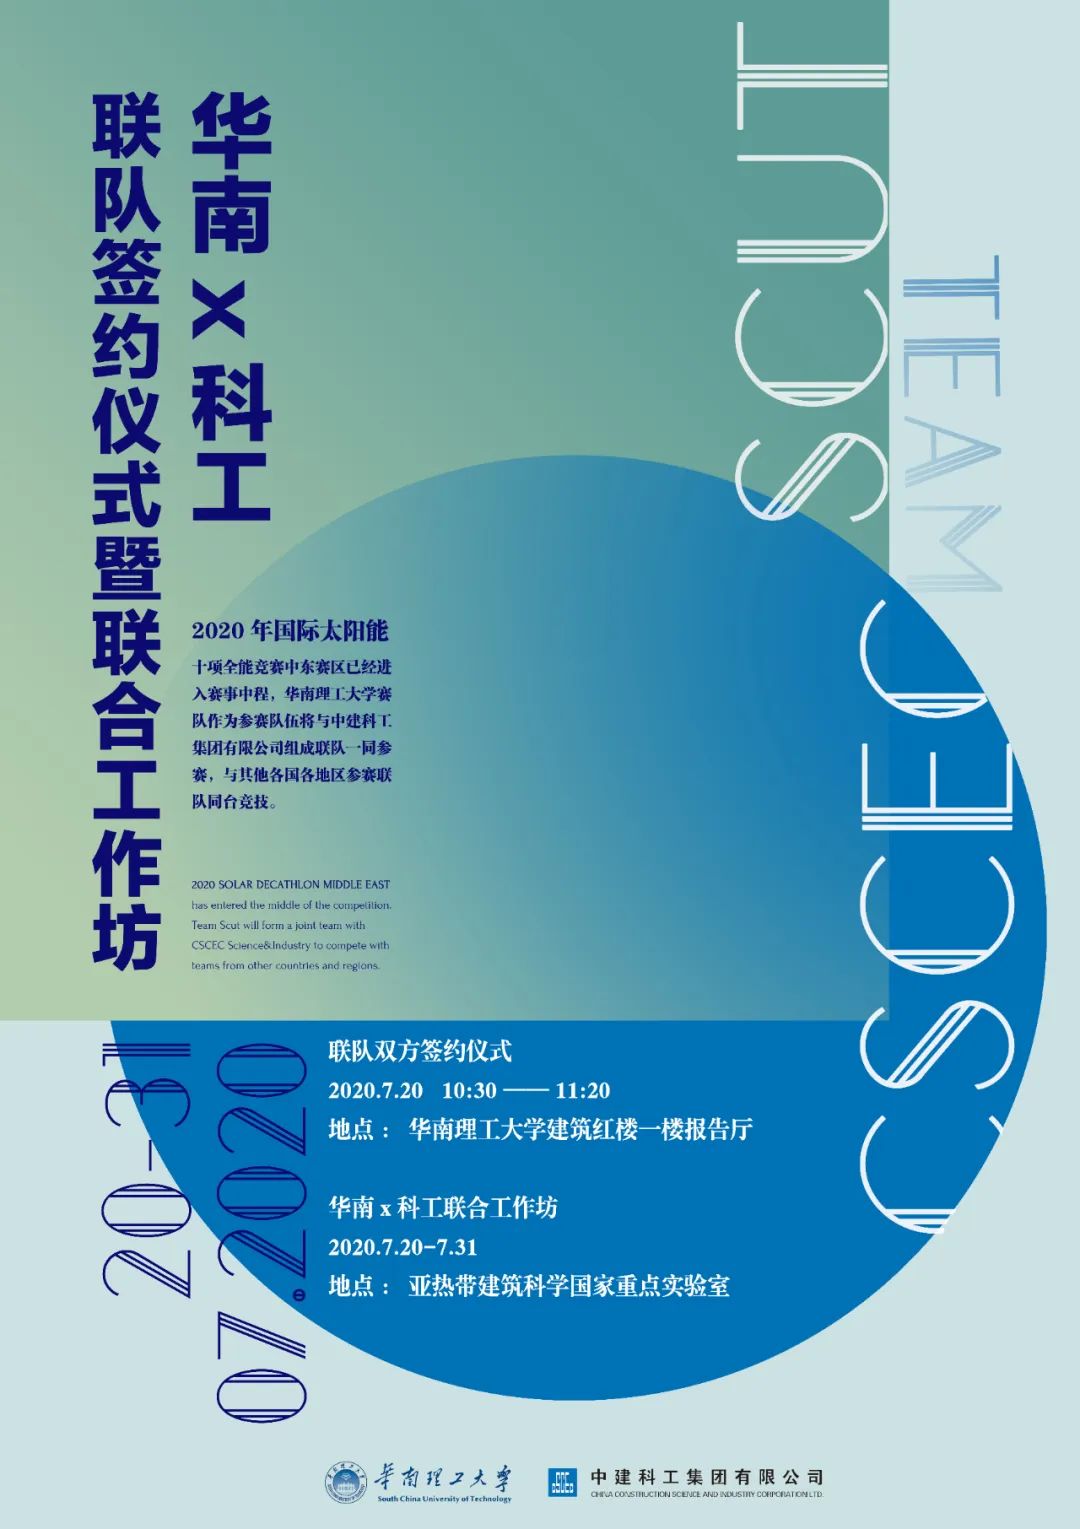 华南 x 科工
联队签约仪式暨联合工作坊
SCUT
TEAM
CSCEC
2020 年国际太阳能
十项全能竞赛中东赛区已经进
入赛事中程，华南理工大学赛
队作为参赛队伍将与中建科工
集团有限公司组成联队一同参
赛，与其他各国各地区参赛联
队同台竞技。
2020 SOLAR DECATHLON MIDDLE EAST
has entered the middle of the competition.
Team Scut will form a joint team with
CSCEC Science&Industry to compete with
teams from other countries and regions.
07.2020
20-31
联队双方签约仪式
2020.7.20 10:30 —— 11:20
地点： 华南理工大学建筑红楼一楼报告厅
华南 x 科工联合工作坊
2020.7.20-7.31
地点： 亚热带建筑科学国家重点实验室
华南理工大学
South China University of Technology
中建科工集团有限公司
CHINA CONSTRUCTION SCIENCE AND INDUSTRY CORPORATION LTD.